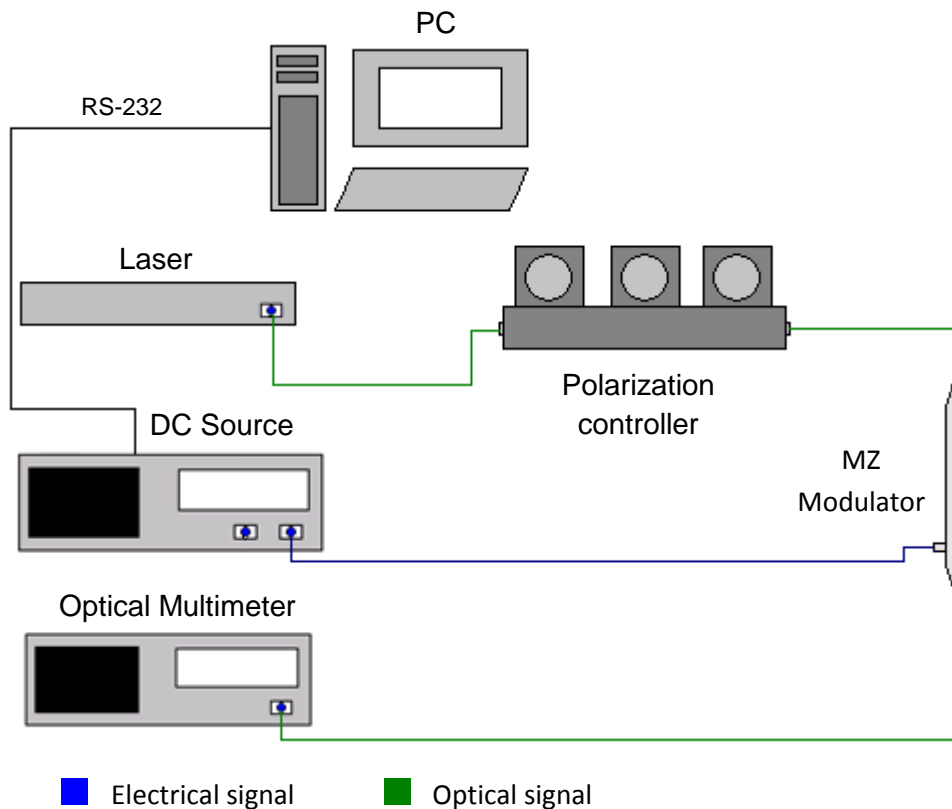 PC
RS-232
Laser
Polarization
controller
DC Source
MZ
Modulator
Optical Multimeter
Electrical signal
Optical signal